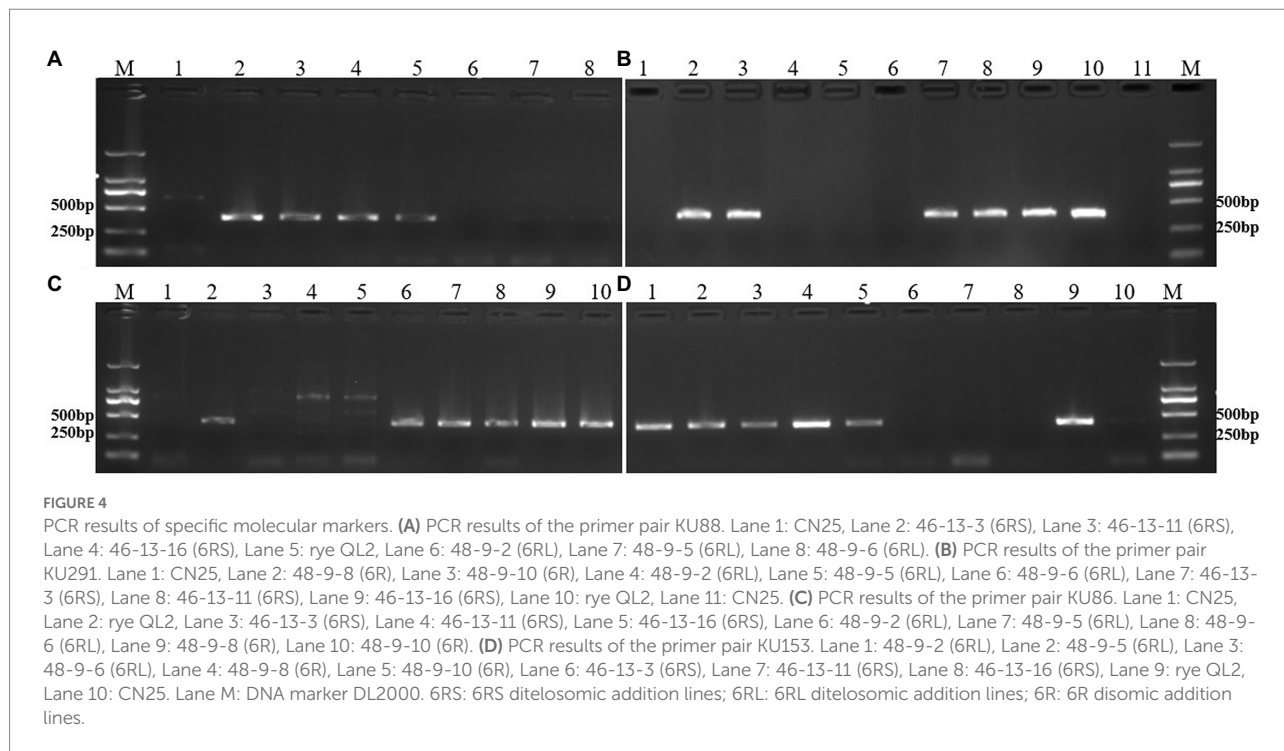 A
M 1 2 3 4 5 6 7 8
500bp
250bp
B
1 2 3 4 5 6 7 8 9 10 11 M
500bp
250bp
C
M 1 2 3 4 5 6 7 8 9 10
500bp
250bp
D
1 2 3 4 5 6 7 8 9 10 M
500bp
250bp
FIGURE 4
PCR results of specific molecular markers. (A) PCR results of the primer pair KU88. Lane 1: CN25, Lane 2: 46-13-3 (6RS), Lane 3: 46-13-11 (6RS),
Lane 4: 46-13-16 (6RS), Lane 5: rye QL2, Lane 6: 48-9-2 (6RL), Lane 7: 48-9-5 (6RL), Lane 8: 48-9-6 (6RL). (B) PCR results of the primer pair
KU291. Lane 1: CN25, Lane 2: 48-9-8 (6R), Lane 3: 48-9-10 (6R), Lane 4: 48-9-2 (6RL), Lane 5: 48-9-5 (6RL), Lane 6: 48-9-6 (6RL), Lane 7: 46-13-
3 (6RS), Lane 8: 46-13-11 (6RS), Lane 9: 46-13-16 (6RS), Lane 10: rye QL2, Lane 11: CN25. (C) PCR results of the primer pair KU86. Lane 1: CN25,
Lane 2: rye QL2, Lane 3: 46-13-3 (6RS), Lane 4: 46-13-11 (6RS), Lane 5: 46-13-16 (6RS), Lane 6: 48-9-2 (6RL), Lane 7: 48-9-5 (6RL), Lane 8: 48-9-
6 (6RL), Lane 9: 48-9-8 (6R), Lane 10: 48-9-10 (6R). (D) PCR results of the primer pair KU153. Lane 1: 48-9-2 (6RL), Lane 2: 48-9-5 (6RL), Lane 3:
48-9-6 (6RL), Lane 4: 48-9-8 (6R), Lane 5: 48-9-10 (6R), Lane 6: 46-13-3 (6RS), Lane 7: 46-13-11 (6RS), Lane 8: 46-13-16 (6RS), Lane 9: rye QL2,
Lane 10: CN25. Lane M: DNA marker DL2000. 6RS: 6RS ditelosomic addition lines; 6RL: 6RL ditelosomic addition lines; 6R: 6R disomic addition
lines.